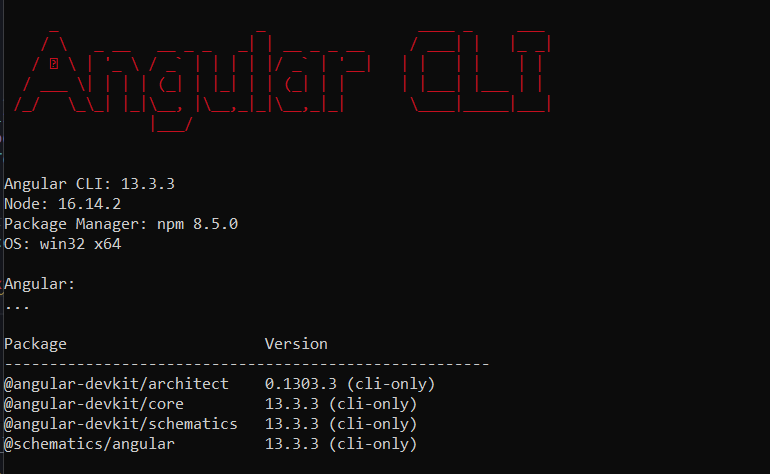 Angular CLI
Angular CLI: 13.3.3
Node: 16.14.2
Package Manager: npm 8.5.0
OS: win32 x64
Angular:
...
Package Version
------------------------------------------------------
@angular-devkit/architect 0.1303.3 (cli-only)
@angular-devkit/core 13.3.3 (cli-only)
@angular-devkit/schematics 13.3.3 (cli-only)
@schematics/angular 13.3.3 (cli-only)